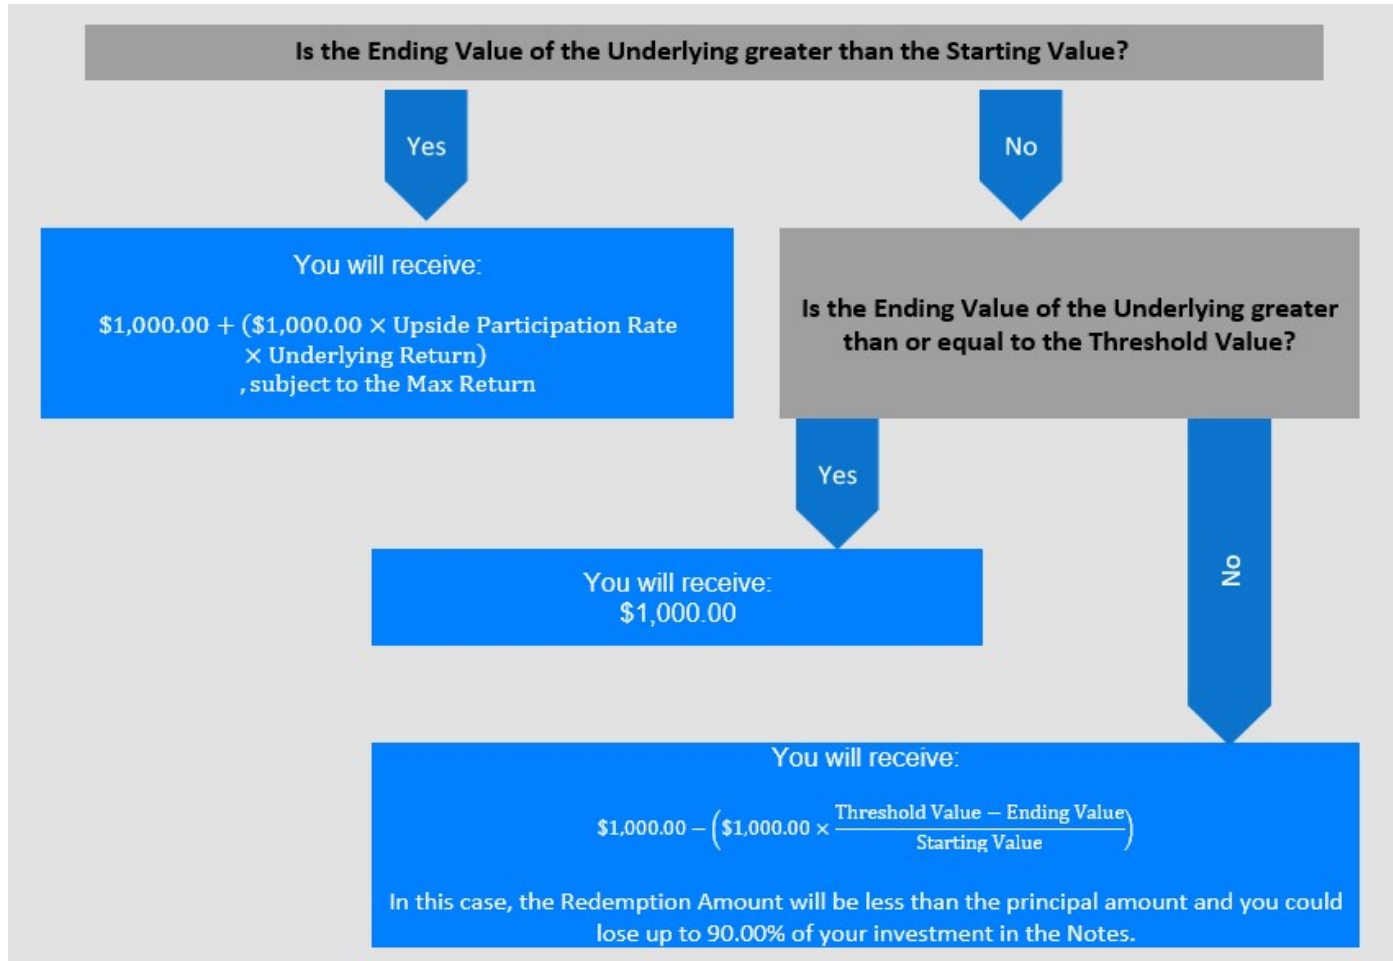 Is the Ending Value of the Underlying greater than the Starting Value?
Yes
No
You will receive:
$1,000.00 + ($1,000.00 × Upside Participation Rate
× Underlying Return)
, subject to the Max Return
Is the Ending Value of the Underlying greater
than or equal to the Threshold Value?
Yes
No
You will receive:
$1,000.00
You will receive:
$1,000.00 − ($1,000.00 × (Threshold Value − Ending Value) / Starting Value)
In this case, the Redemption Amount will be less than the principal amount and you could
lose up to 90.00% of your investment in the Notes.